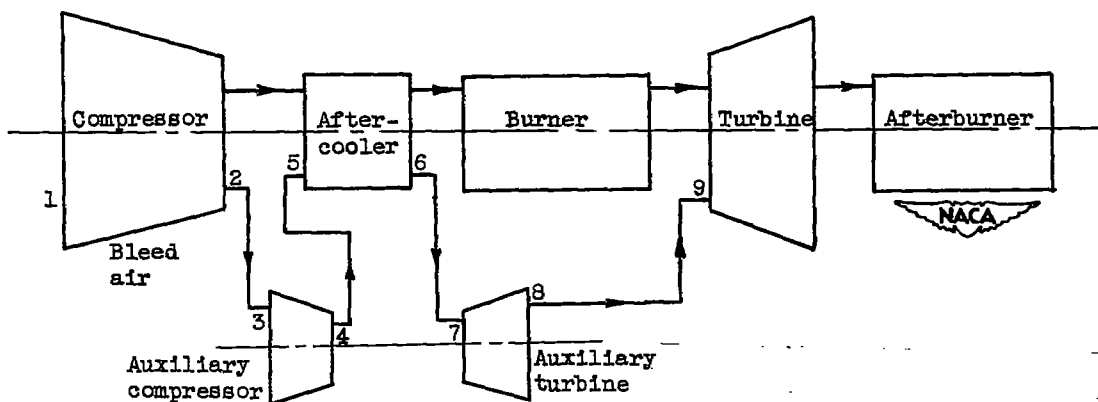 Compressor
After-
cooler
Burner
Turbine
Afterburner
1
2
5
6
9
NACA
Bleed
air
3
4
7
8
Auxiliary
compressor
Auxiliary
turbine